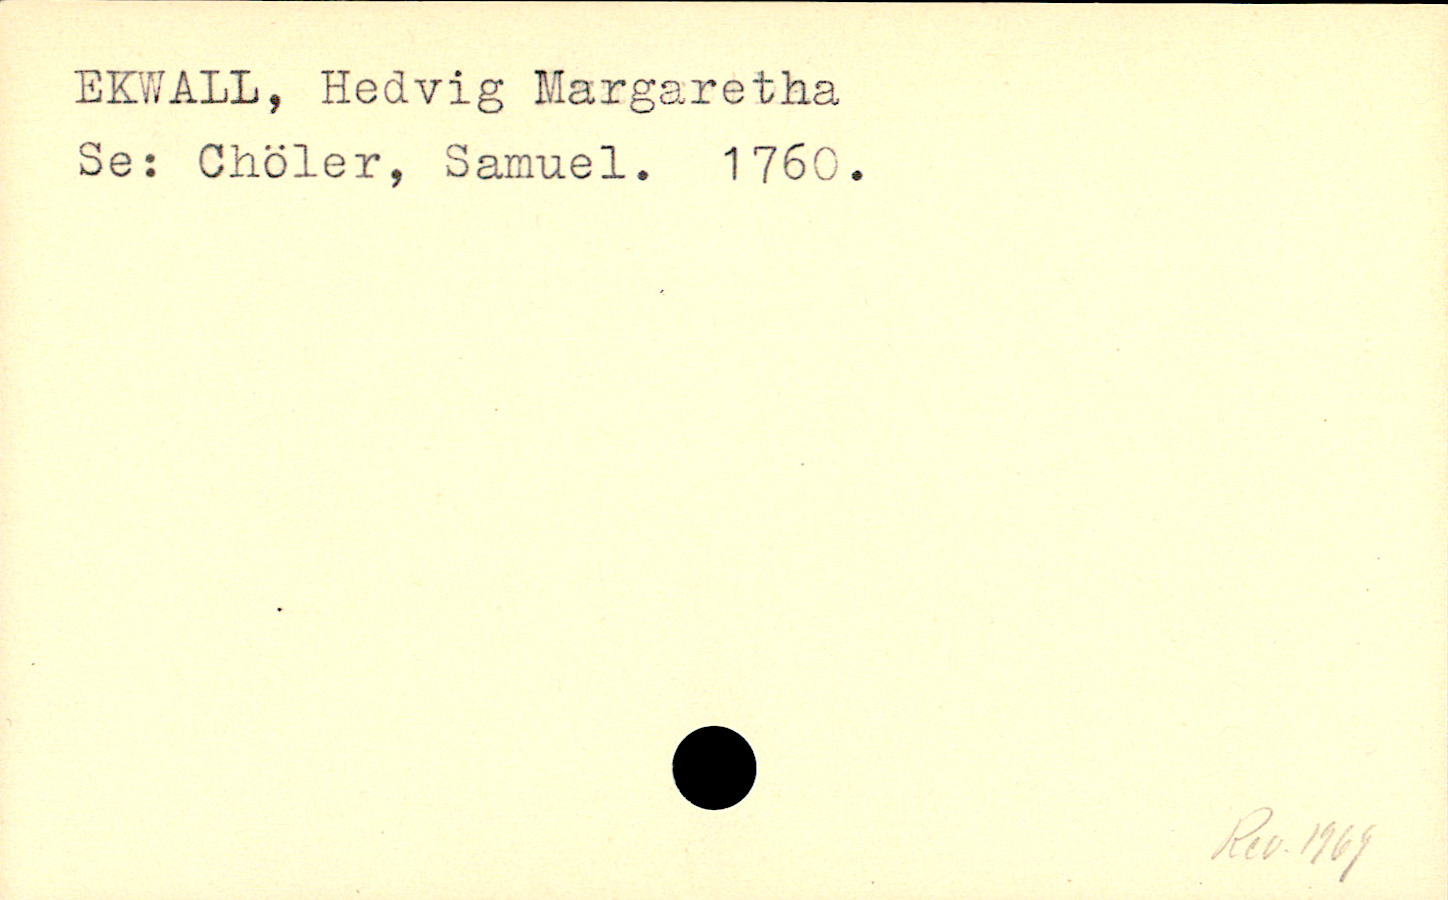 EKWALL, Hedvig Margaretha
Se: Chöler, Samuel. 1760.
Rev. 1969